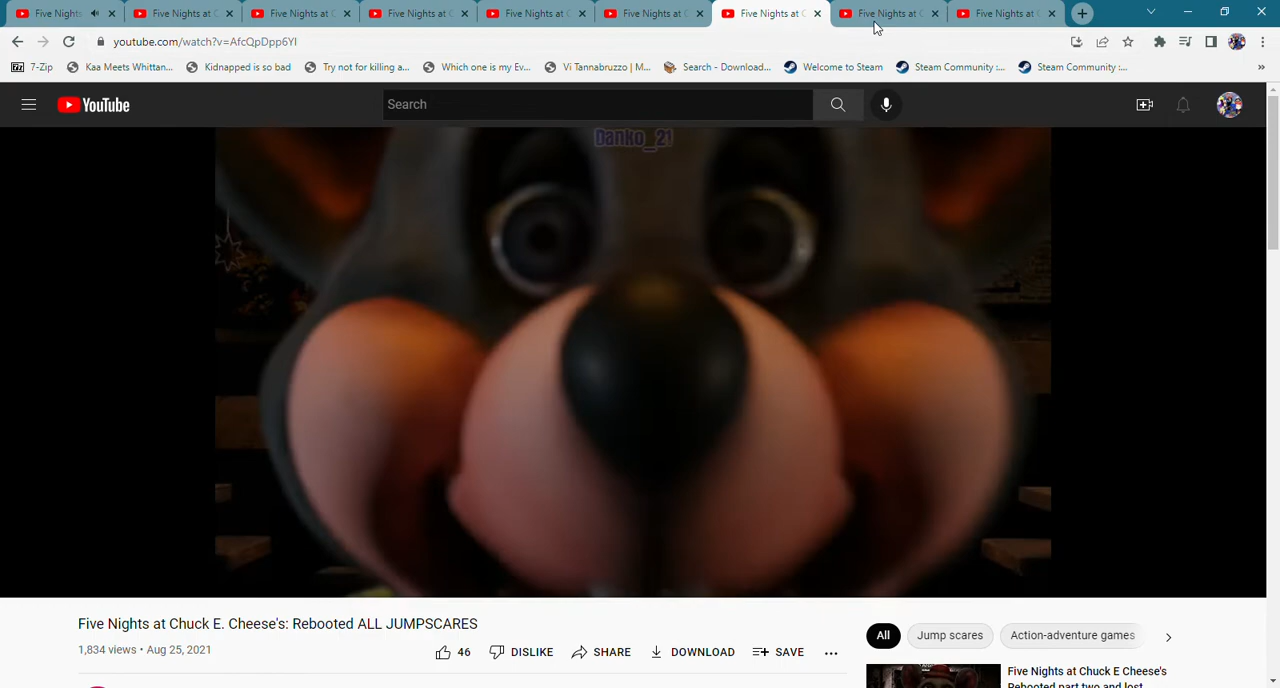 Five Nights
Five Nights at C
Five Nights at C
Five Nights at C
Five Nights at C
Five Nights at C
Five Nights at C
Five Nights at C
Five Nights at C
youtube.com/watch?v=AfcQpDpp6YI
7-Zip
Kaa Meets Whittan...
Kidnapped is so bad
Try not for killing a...
Which one is my Ev...
Vi Tannabruzzo | M...
Search - Download...
Welcome to Steam
Steam Community :...
Steam Community :...
»
YouTube
Search
Danko_21
Five Nights at Chuck E. Cheese's: Rebooted ALL JUMPSCARES
1,834 views • Aug 25, 2021
46
DISLIKE
SHARE
DOWNLOAD
SAVE
...
All
Jump scares
Action-adventure games
Five Nights at Chuck E Cheese's
Rebooted part two and lost